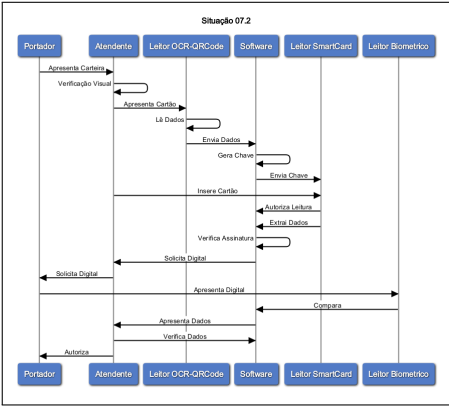 Situação 07.2
Portador Atendente Leitor OCR-QRCode Software Leitor SmartCard Leitor Biometrico
Apresenta Carteira
Verificação Visual
Apresenta Cartão
Lê Dados
Envia Dados
Gera Chave
Envia Chave
Insere Cartão
Autoriza Leitura
Extrai Dados
Verifica Assinatura
Solicita Digital
Solicita Digital
Apresenta Digital
Compara
Apresenta Dados
Verifica Dados
Autoriza
Portador Atendente Leitor OCR-QRCode Software Leitor SmartCard Leitor Biometrico